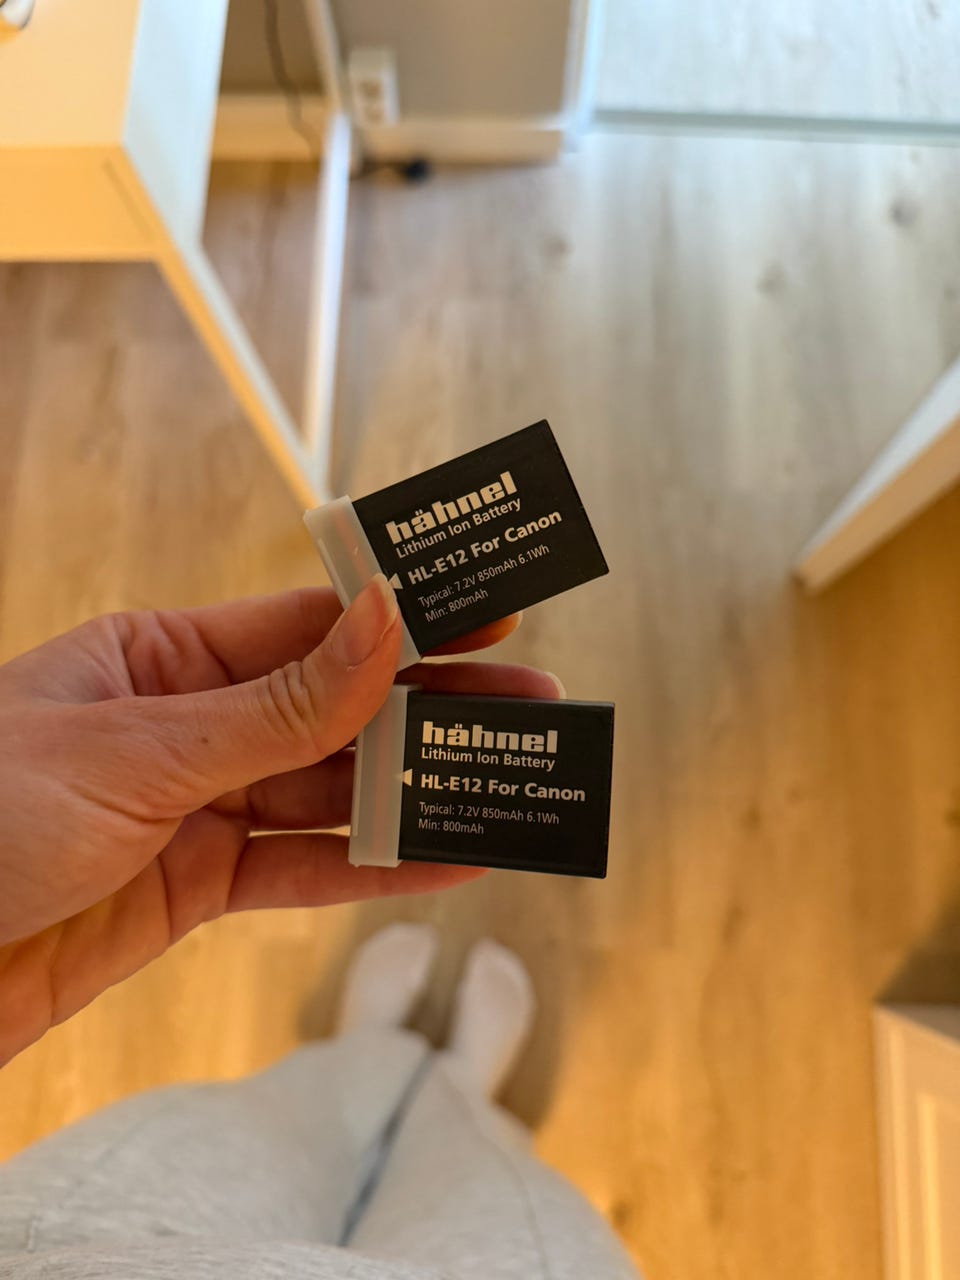 hähnel
Lithium Ion Battery
HL-E12 For Canon
Typical: 7.2V 850mAh 6.1Wh
Min: 800mAh
hähnel
Lithium Ion Battery
HL-E12 For Canon
Typical: 7.2V 850mAh 6.1Wh
Min: 800mAh